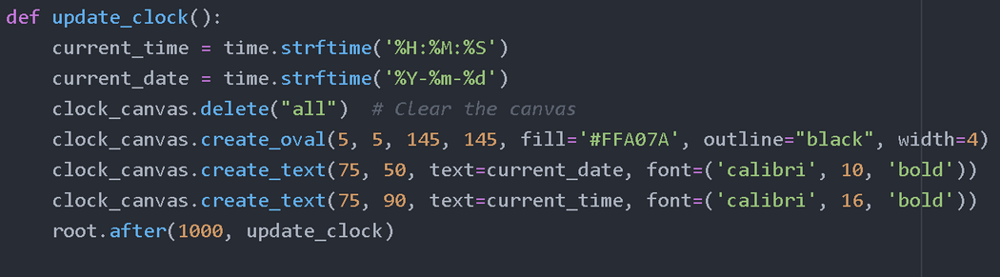 def update_clock():
    current_time = time.strftime('%H:%M:%S')
    current_date = time.strftime('%Y-%m-%d')
    clock_canvas.delete("all")  # Clear the canvas
    clock_canvas.create_oval(5, 5, 145, 145, fill='#FFA07A', outline="black", width=4)
    clock_canvas.create_text(75, 50, text=current_date, font=('calibri', 10, 'bold'))
    clock_canvas.create_text(75, 90, text=current_time, font=('calibri', 16, 'bold'))
    root.after(1000, update_clock)